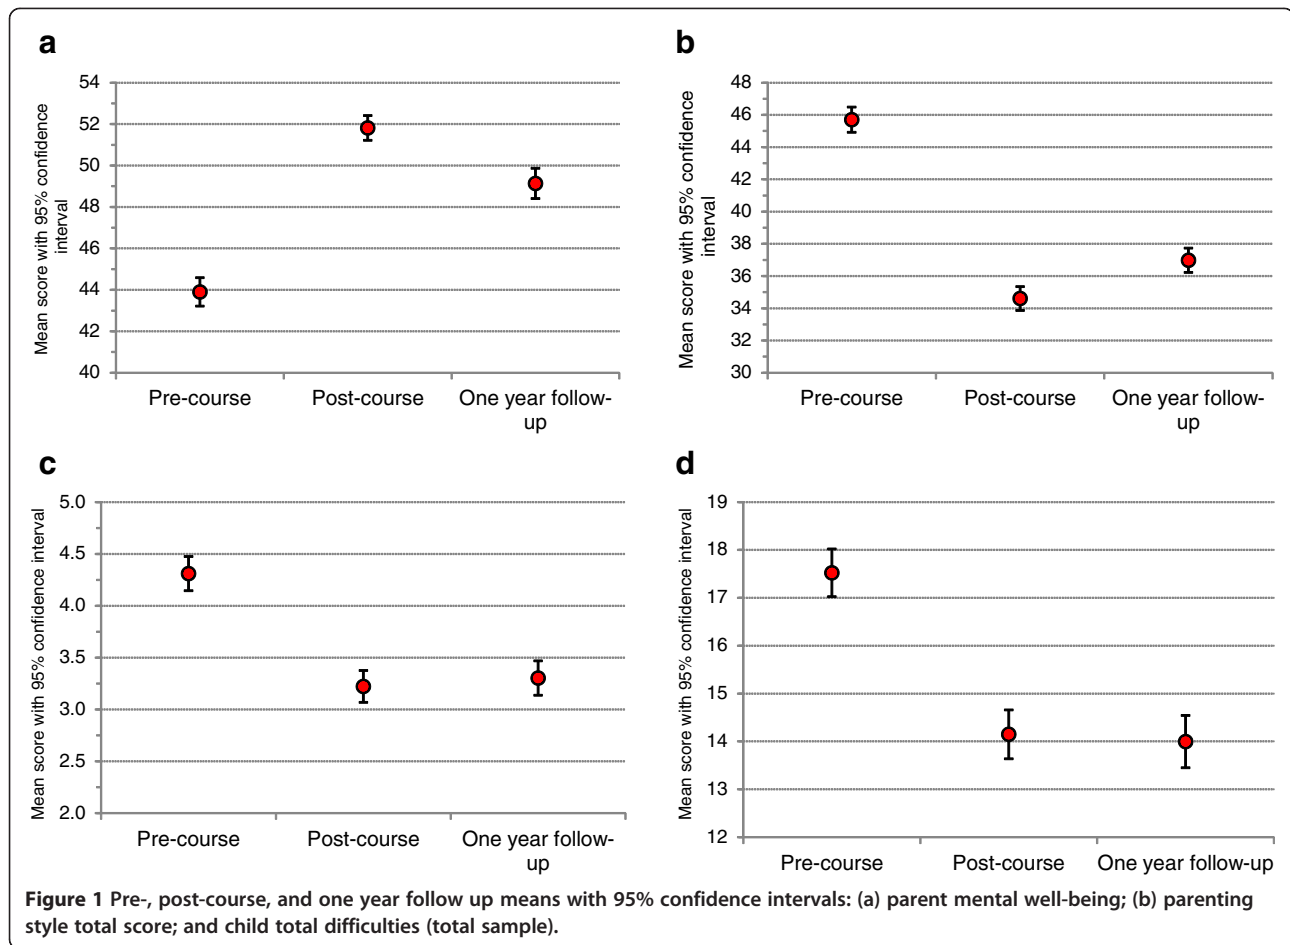 a
54
52
50
48
46
44
42
40
Mean score with 95% confidence
interval
Pre-course
Post-course
One year follow-
up
b
48
46
44
42
40
38
36
34
32
30
Mean score with 95% confidence
interval
Pre-course
Post-course
One year follow-
up
c
5.0
4.5
4.0
3.5
3.0
2.5
2.0
Mean score with 95% confidence interval
Pre-course
Post-course
One year follow-
up
d
19
18
17
16
15
14
13
12
Mean score with 95% confidence interval
Pre-course
Post-course
One year follow-up
Figure 1 Pre-, post-course, and one year follow up means with 95% confidence intervals: (a) parent mental well-being; (b) parenting
style total score; and child total difficulties (total sample).